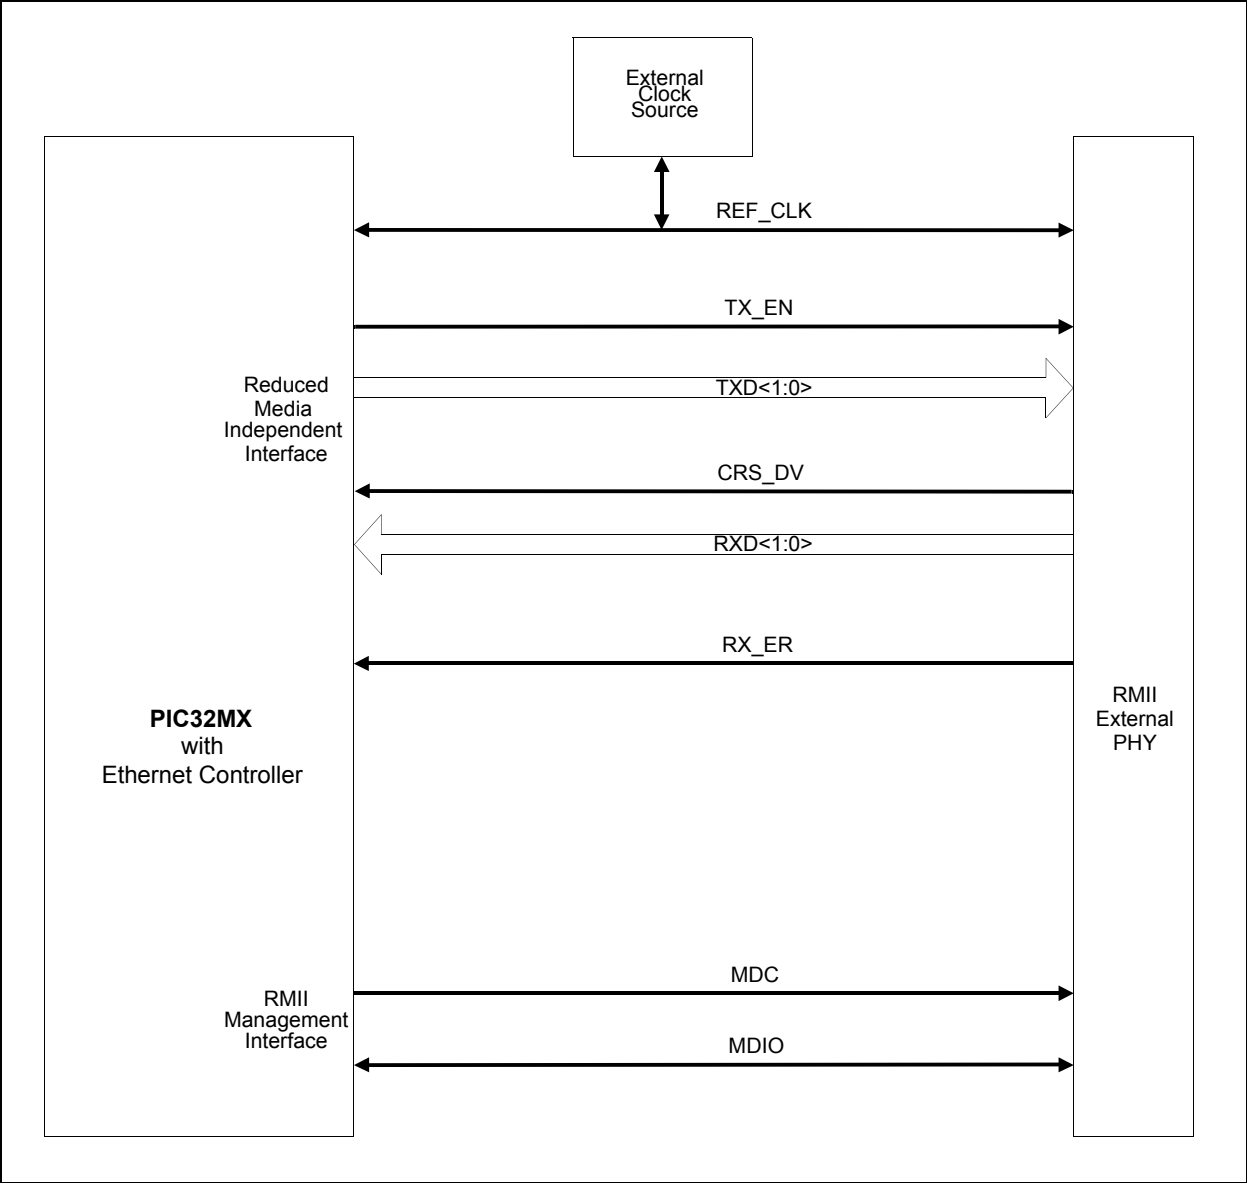 External
Clock
Source
REF_CLK
TX_EN
TXD<1:0>
Reduced
Media
Independent
Interface
CRS_DV
RXD<1:0>
RX_ER
PIC32MX
with
Ethernet Controller
RMII
External
PHY
MDC
RMII
Management
Interface
MDIO